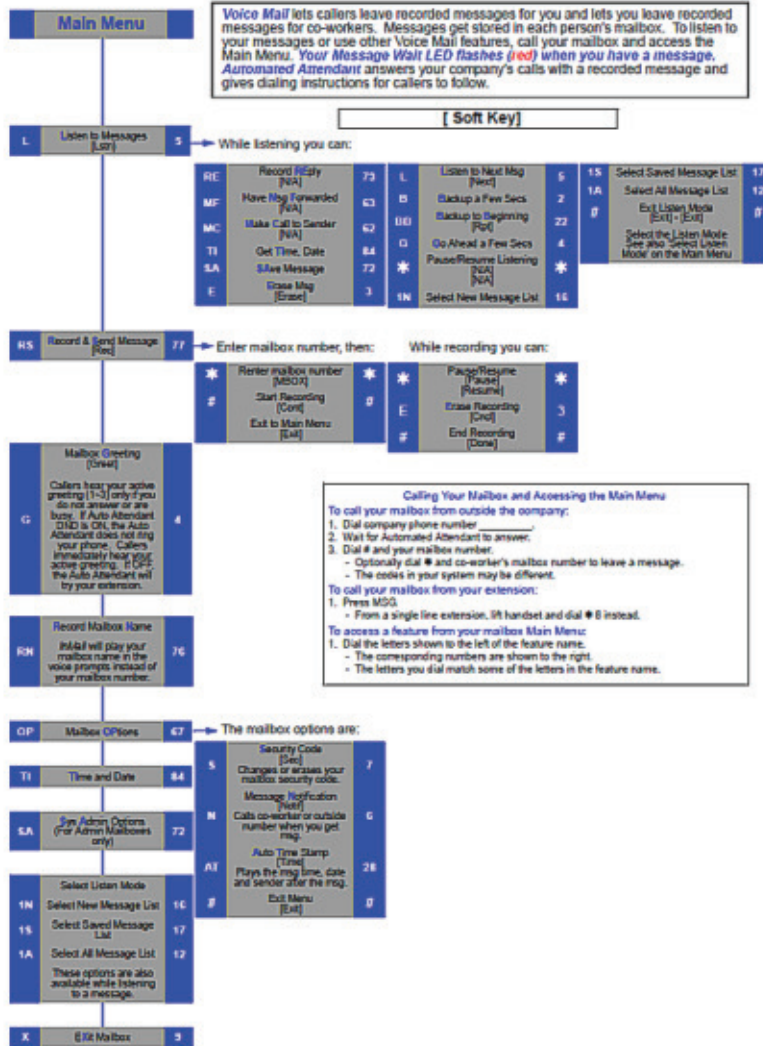 Main Menu
Voice Mail lets callers leave recorded messages for you and lets you leave recorded
messages for co-workers. Messages get stored in each person's mailbox. To listen to
your messages or use other Voice Mail features, call your mailbox and access the
Main Menu. Your Message Wait LED flashes (red) when you have a message.
Automated Attendant answers your company's calls with a recorded message and
gives dialing instructions for callers to follow.
[ Soft Key]
L Listen to Messages 5
[Lstn]
While listening you can:
RE Record REply 73
[N/A]
MF Have Msg Forwarded 63
[N/A]
MC Make Call to Sender 62
[N/A]
TI Get Time, Date 84
SA SAve Message 72
E Erase Msg 3
[Erase]
L Listen to Next Msg 5
[Next]
B Backup a Few Secs 2
BB Backup to Beginning 22
[Rpt]
G Go Ahead a Few Secs 4
* Pause/Resume Listening *
[N/A]
[N/A]
1N Select New Message List 16
1S Select Saved Message List 17
1A Select All Message List 12
# Exit Listen Mode
[Exit] - [Exit]
Select the Listen Mode
See also 'Select Listen
Mode' on the Main Menu
RS Record & Send Message 77
[Rec]
Enter mailbox number, then:
* Renter mailbox number *
[MBOX]
# Start Recording #
[Cont]
Exit to Main Menu
[Exit]
While recording you can:
* Pause/Resume *
[Pause]
[Resume]
E Erase Recording 3
[Cncl]
# End Recording #
[Done]
Mailbox Greeting
[Greet]
G 4
Callers hear your active
greeting (1-3) only if you
do not answer or are
busy. If Auto Attendant
DND is ON, the Auto
Attendant does not ring
your phone. Callers
immediately hear your
active greeting. If OFF,
the Auto Attendant will
try your extension.
Calling Your Mailbox and Accessing the Main Menu
To call your mailbox from outside the company:
1. Dial company phone number ________.
2. Wait for Automated Attendant to answer.
3. Dial # and your mailbox number.
- Optionally dial * and co-worker's mailbox number to leave a message.
- The codes in your system may be different.
To call your mailbox from your extension:
1. Press MSG.
- From a single line extension, lift handset and dial * 8 instead.
To access a feature from your mailbox Main Menu:
1. Dial the letters shown to the left of the feature name.
- The corresponding numbers are shown to the right.
- The letters you dial match some of the letters in the feature name.
Record Mailbox Name
RN 76
will play your
mailbox name in the
voice prompts instead of
your mailbox number.
OP Mailbox OPtions 67
The mailbox options are:
S Security Code 7
[Sec]
Changes or erases your
mailbox security code.
N Message Notification 6
[Notif]
Calls co-worker or outside
number when you get
msg.
AT Auto Time Stamp 28
[Time]
Plays the msg time, date
and sender after the msg.
# Exit Menu #
[Exit]
TI Time and Date 84
SA Sys Admin Options 72
(For Admin Mailboxes
only)
Select Listen Mode
1N Select New Message List 16
1S Select Saved Message 17
List
1A Select All Message List 12
These options are also
available while listening
to a message.
X EXit Mailbox 9